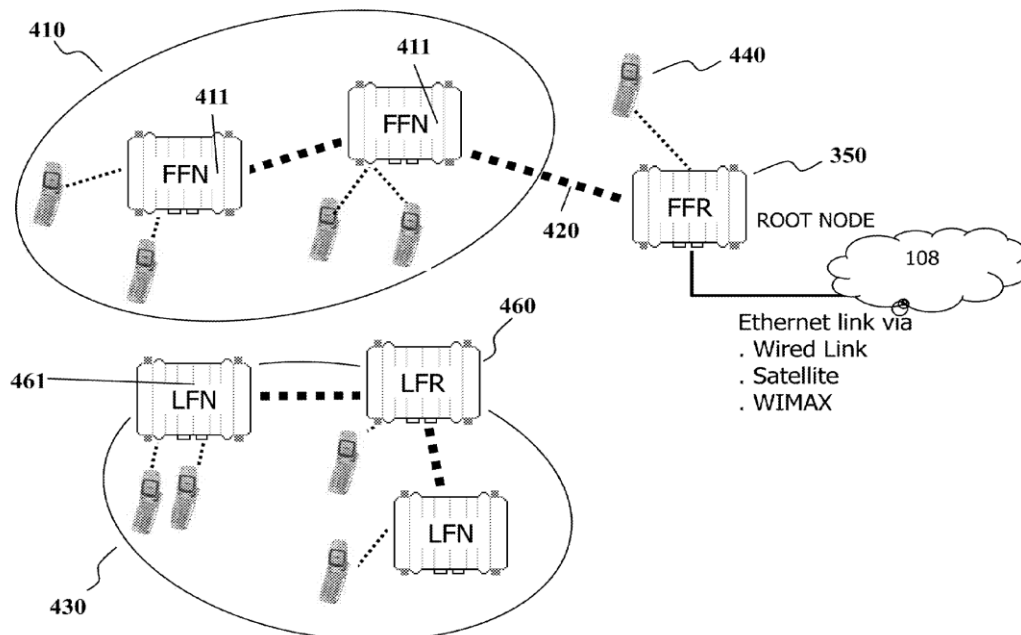 410
411
411
440
FFN
FFN
350
FFR
ROOT NODE
420
108
460
Ethernet link via
. Wired Link
. Satellite
. WIMAX
461
LFN
LFR
LFN
430